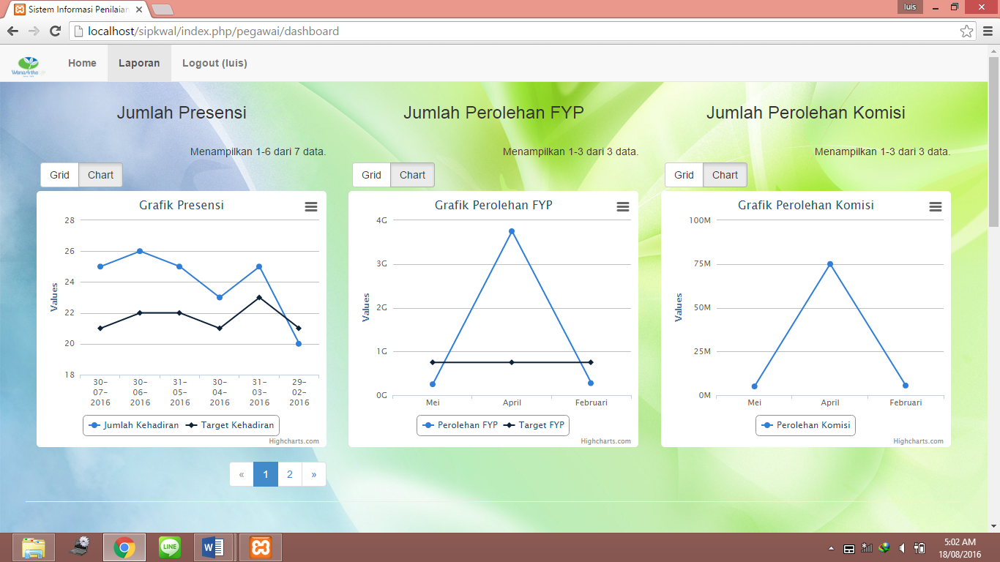 Sistem Informasi Penilaian
luis
localhost/sipkwal/index.php/pegawai/dashboard
WanaArtha
Home Laporan Logout (luis)
Jumlah Presensi
Menampilkan 1-6 dari 7 data.
Grid Chart
Grafik Presensi
Values
28
26
24
22
20
18
30-07-2016 30-06-2016 31-05-2016 30-04-2016 31-03-2016 29-02-2016
Jumlah Kehadiran Target Kehadiran
Highcharts.com
« 1 2 »
Jumlah Perolehan FYP
Menampilkan 1-3 dari 3 data.
Grid Chart
Grafik Perolehan FYP
Values
4G
3G
2G
1G
0G
Mei April Februari
Perolehan FYP Target FYP
Highcharts.com
Jumlah Perolehan Komisi
Menampilkan 1-3 dari 3 data.
Grid Chart
Grafik Perolehan Komisi
Values
100M
75M
50M
25M
0M
Mei April Februari
Perolehan Komisi
Highcharts.com
LINE
5:02 AM
18/08/2016